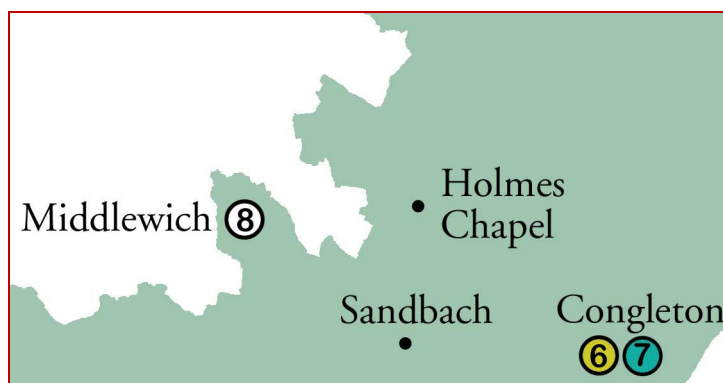 Holmes
Chapel
Middlewich 8
Sandbach
Congleton
6 7